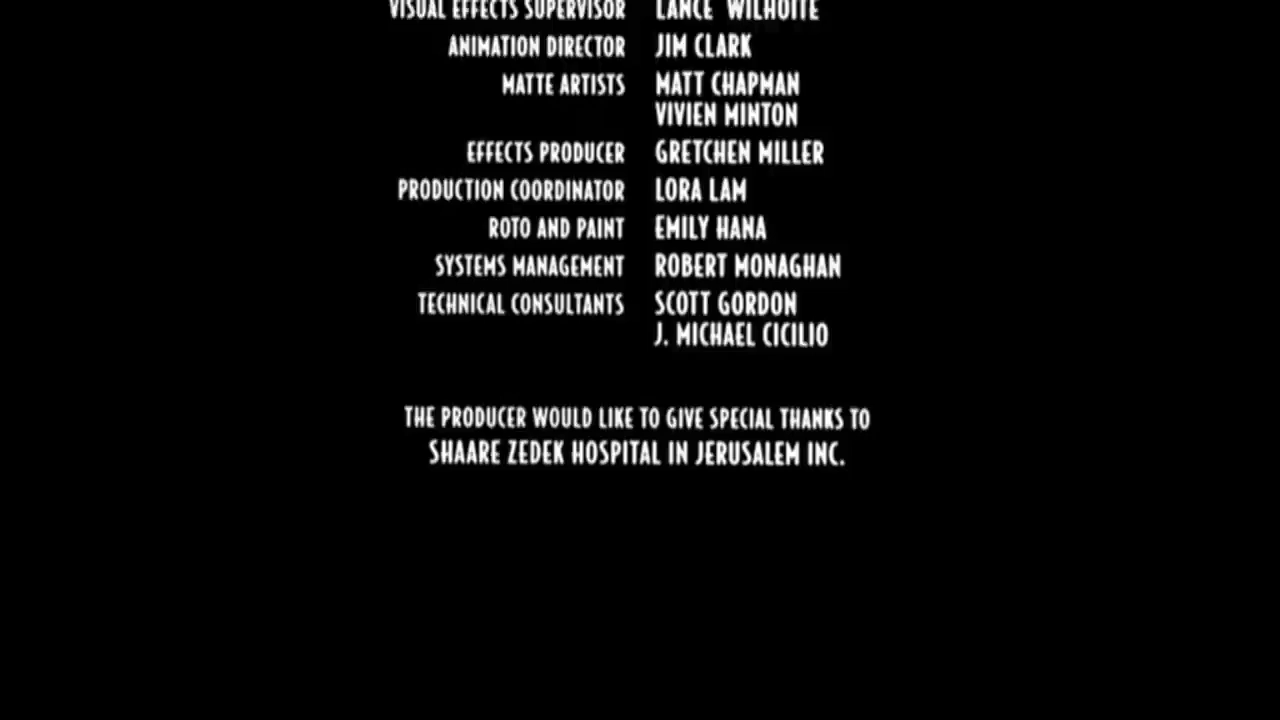 VISUAL EFFECTS SUPERVISOR LANCE WILHOITE
ANIMATION DIRECTOR JIM CLARK
MATTE ARTISTS MATT CHAPMAN
VIVIEN MINTON
EFFECTS PRODUCER GRETCHEN MILLER
PRODUCTION COORDINATOR LORA LAM
ROTO AND PAINT EMILY HANA
SYSTEMS MANAGEMENT ROBERT MONAGHAN
TECHNICAL CONSULTANTS SCOTT GORDON
J. MICHAEL CICILIO
THE PRODUCER WOULD LIKE TO GIVE SPECIAL THANKS TO
SHAARE ZEDEK HOSPITAL IN JERUSALEM INC.